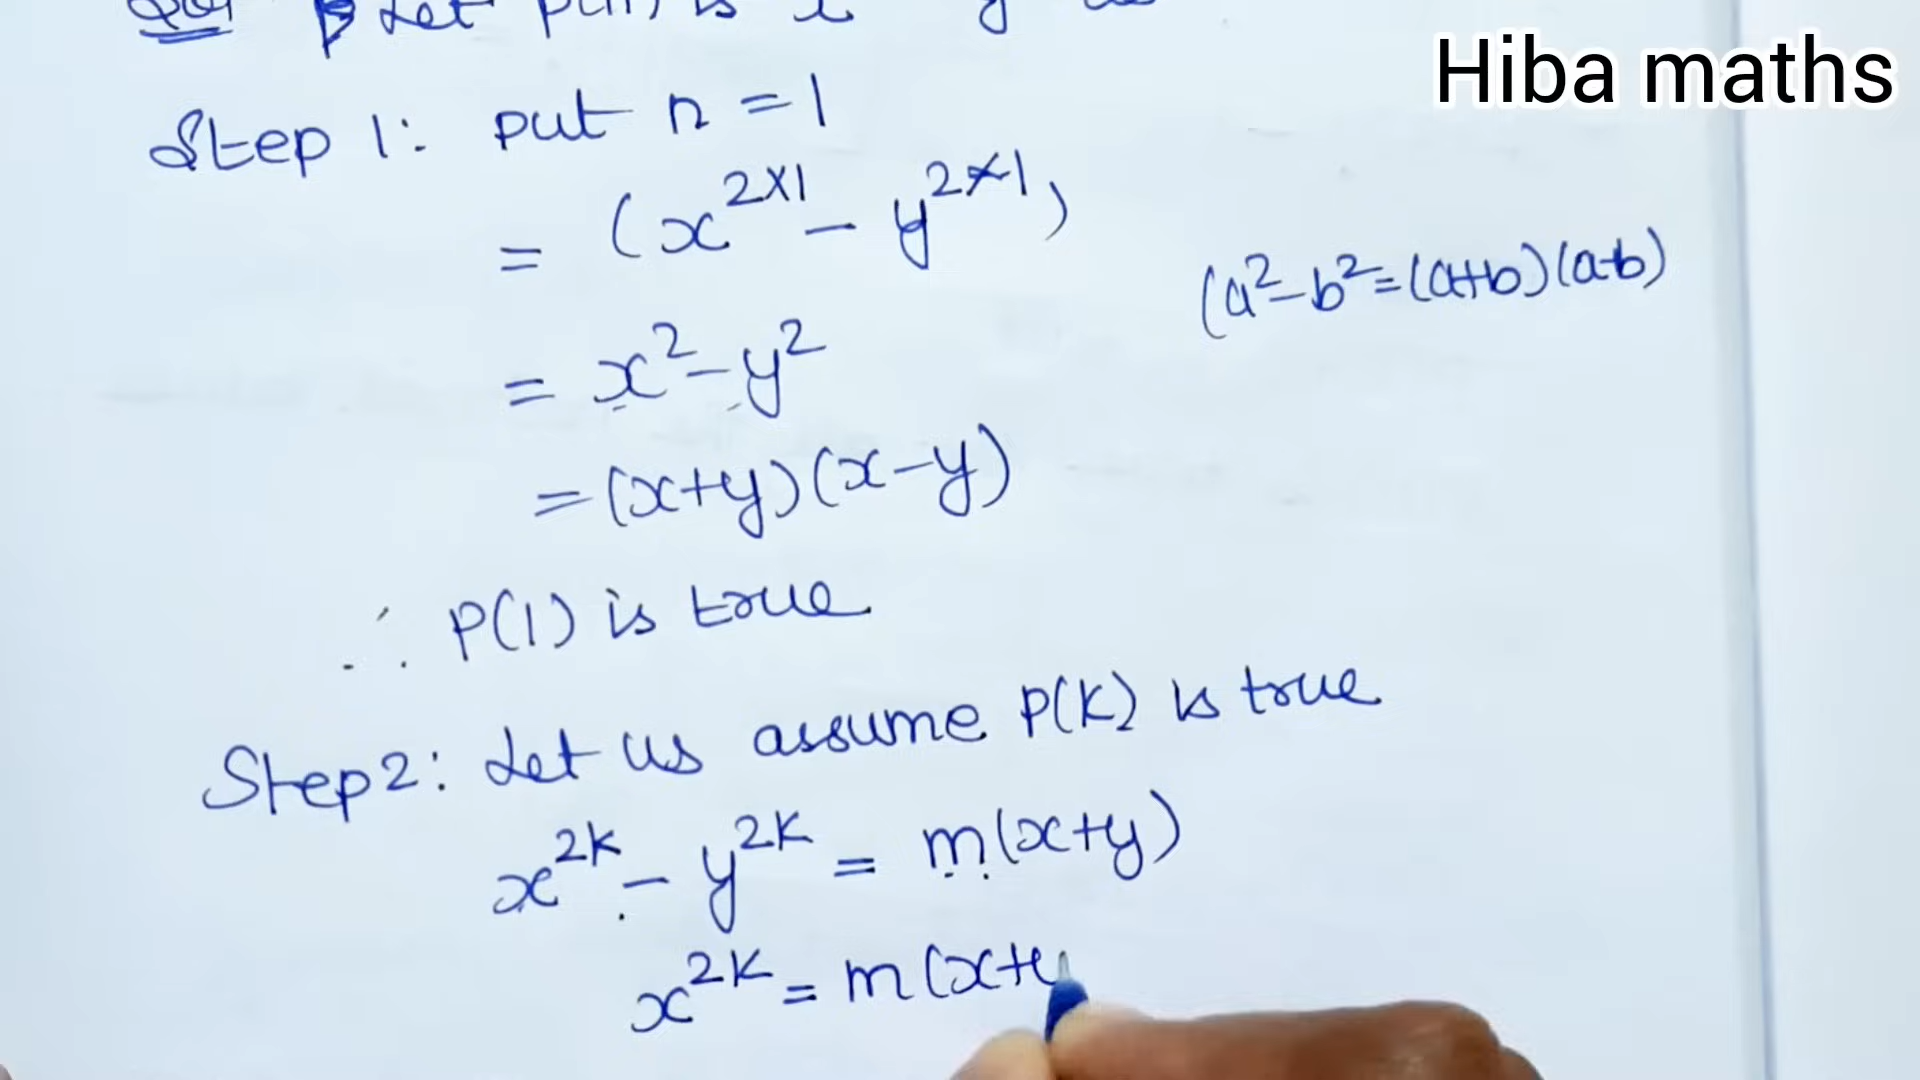 Let
Hiba maths
Step 1: put n = 1
= (x^2×1 - y^2×1)
(a² - b² = (a+b)(a-b)
= x² - y²
= (x+y)(x-y)
∴ P(1) is true
Step 2: Let us assume P(K) is true
x^2K - y^2K = m(x+y)
x^2K = m(x+